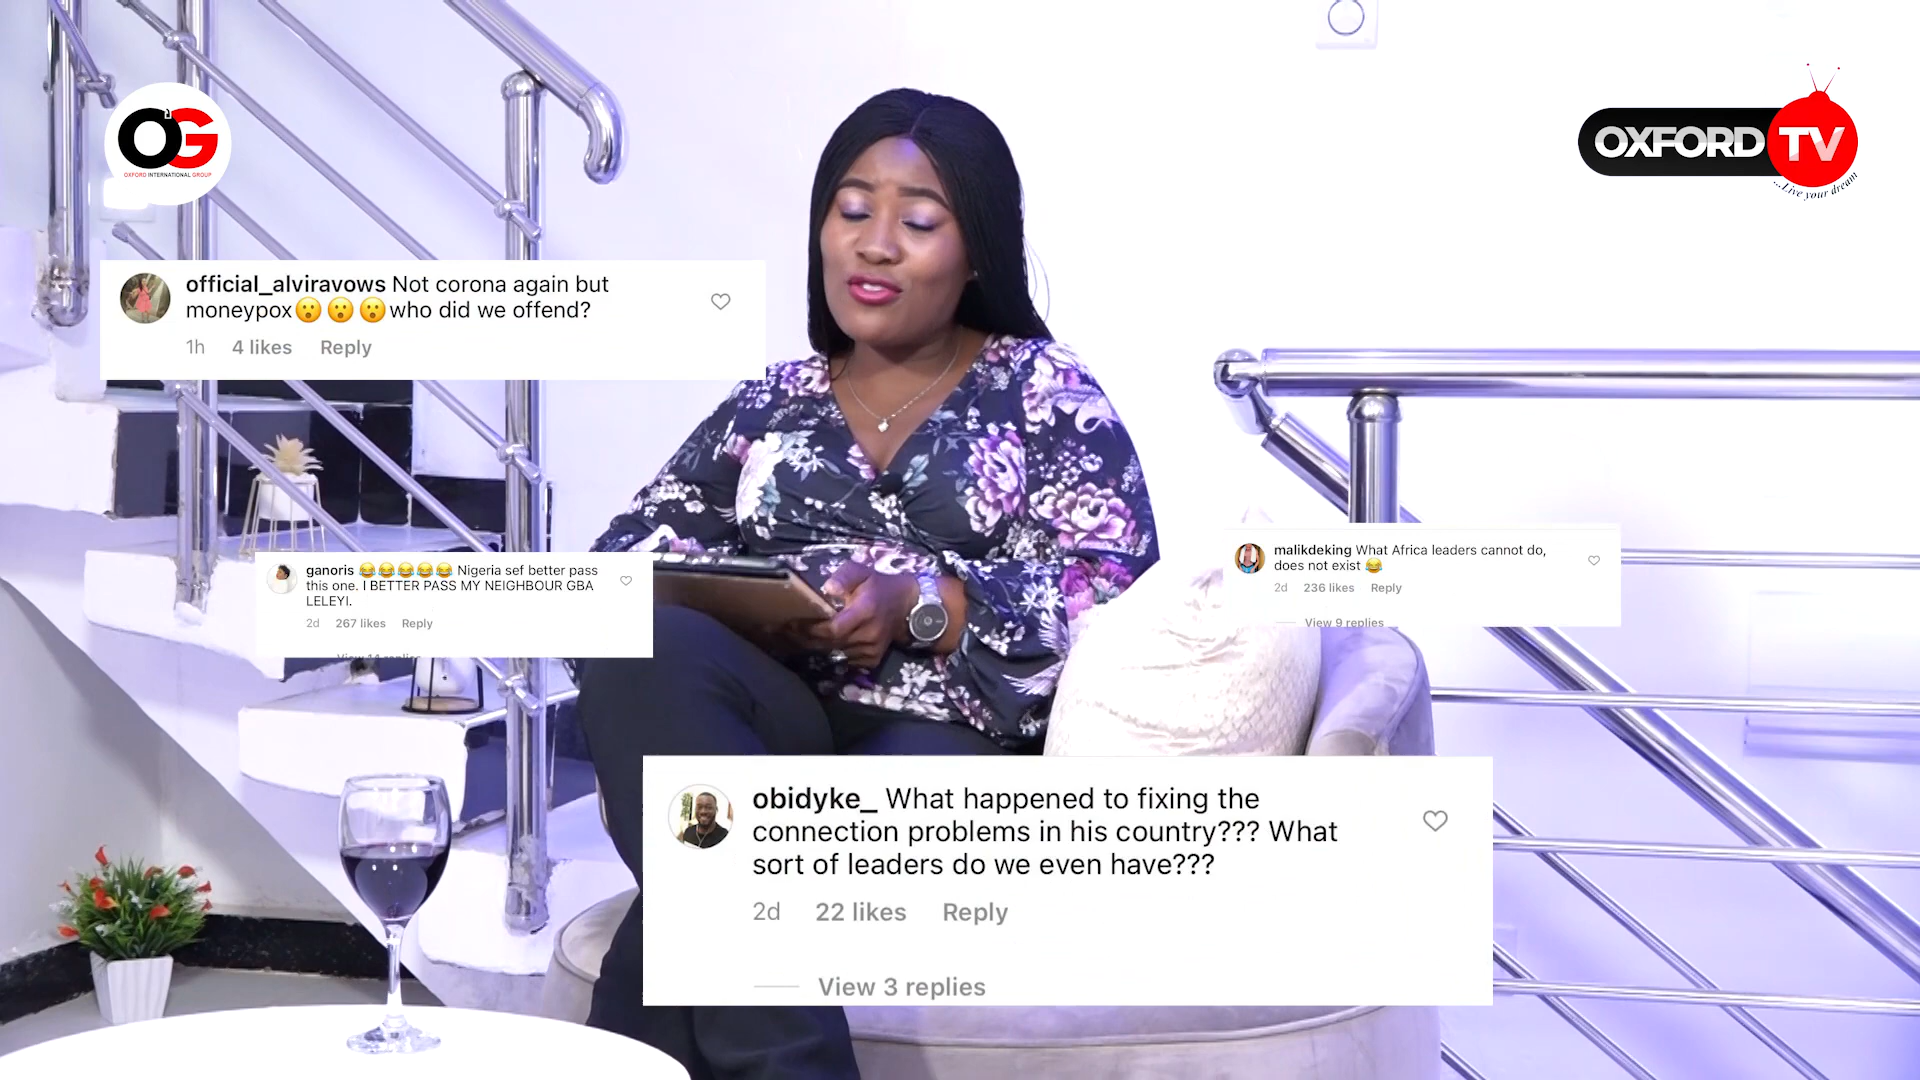 O'G
OXFORD INTERNATIONAL GROUP
OXFORD TV
...Live your dream
official_alviravows Not corona again but
moneypox😮😮😮who did we offend?
1h 4 likes Reply
ganoris 😂😂😂😂😂 Nigeria sef better pass
this one. I BETTER PASS MY NEIGHBOUR GBA
LELEYI.
2d 267 likes Reply
View 14 replies
malikdeking What Africa leaders cannot do,
does not exist 😂
2d 236 likes Reply
View 9 replies
obidyke_ What happened to fixing the
connection problems in his country??? What
sort of leaders do we even have???
2d 22 likes Reply
View 3 replies